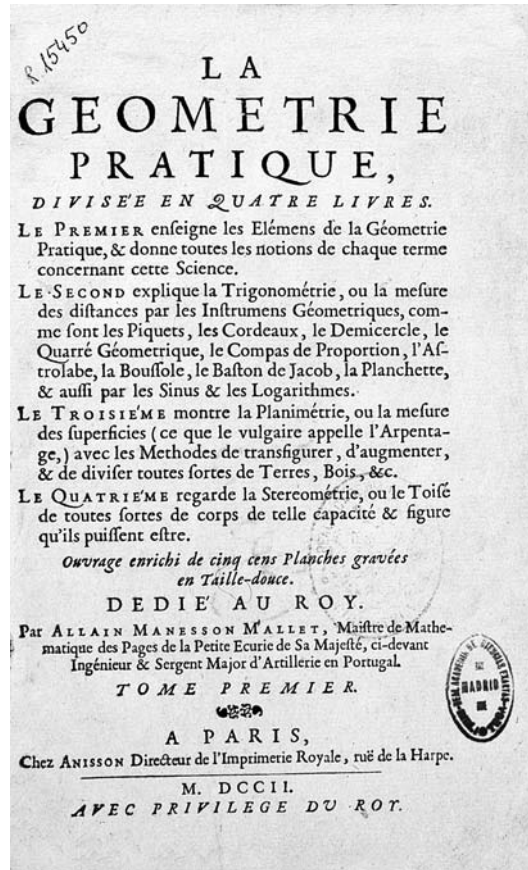 R. 15450
LA
GEOMETRIE
PRATIQUE,
DIVISE'E EN QUATRE LIVRES.
LE PREMIER enſeigne les Elémens de la Géometrie
Pratique, & donne toutes les notions de chaque terme
concernant cette Science.
LE SECOND explique la Trigonométrie, ou la meſure
des diſtances par les Inſtrumens Géometriques, com-
me ſont les Piquets, les Cordeaux, le Demicercle, le
Quarré Géometrique, le Compas de Proportion, l'Aſ-
trolabe, la Bouſſole, le Baſton de Jacob, la Planchette,
& auſſi par les Sinus & les Logarithmes.
LE TROISIE'ME montre la Planimétrie, ou la meſure
des ſuperficies (ce que le vulgaire appelle l'Arpenta-
ge,) avec les Methodes de transfigurer, d'augmenter,
& de diviſer toutes ſortes de Terres, Bois, &c.
LE QUATRIE'ME regarde la Stereométrie, ou le Toiſé
de toutes ſortes de corps de telle capacité & figure
qu'ils puiſſent eſtre.
Ouvrage enrichi de cinq cens Planches gravées
en Taille-douce.
DEDIE' AU ROY.
Par ALLAIN MANESSON MALLET, Maiſtre de Mathe-
matique des Pages de la Petite Ecurie de Sa Majeſté, ci-devant
Ingénieur & Sergent Major d'Artillerie en Portugal.
TOME PREMIER.
MADRID
A PARIS,
Chez ANISSON Directeur de l'Imprimerie Royale, ruë de la Harpe.
M. DCCII.
AVEC PRIVILEGE DU ROY.